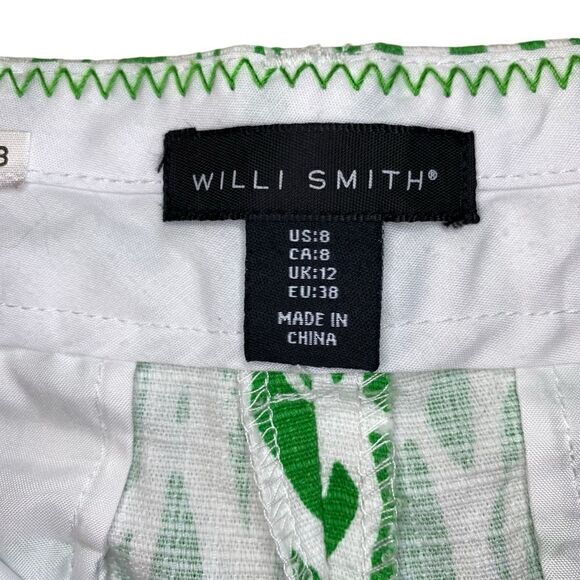 WILLI SMITH®
US:8
CA:8
UK:12
EU:38
MADE IN
CHINA